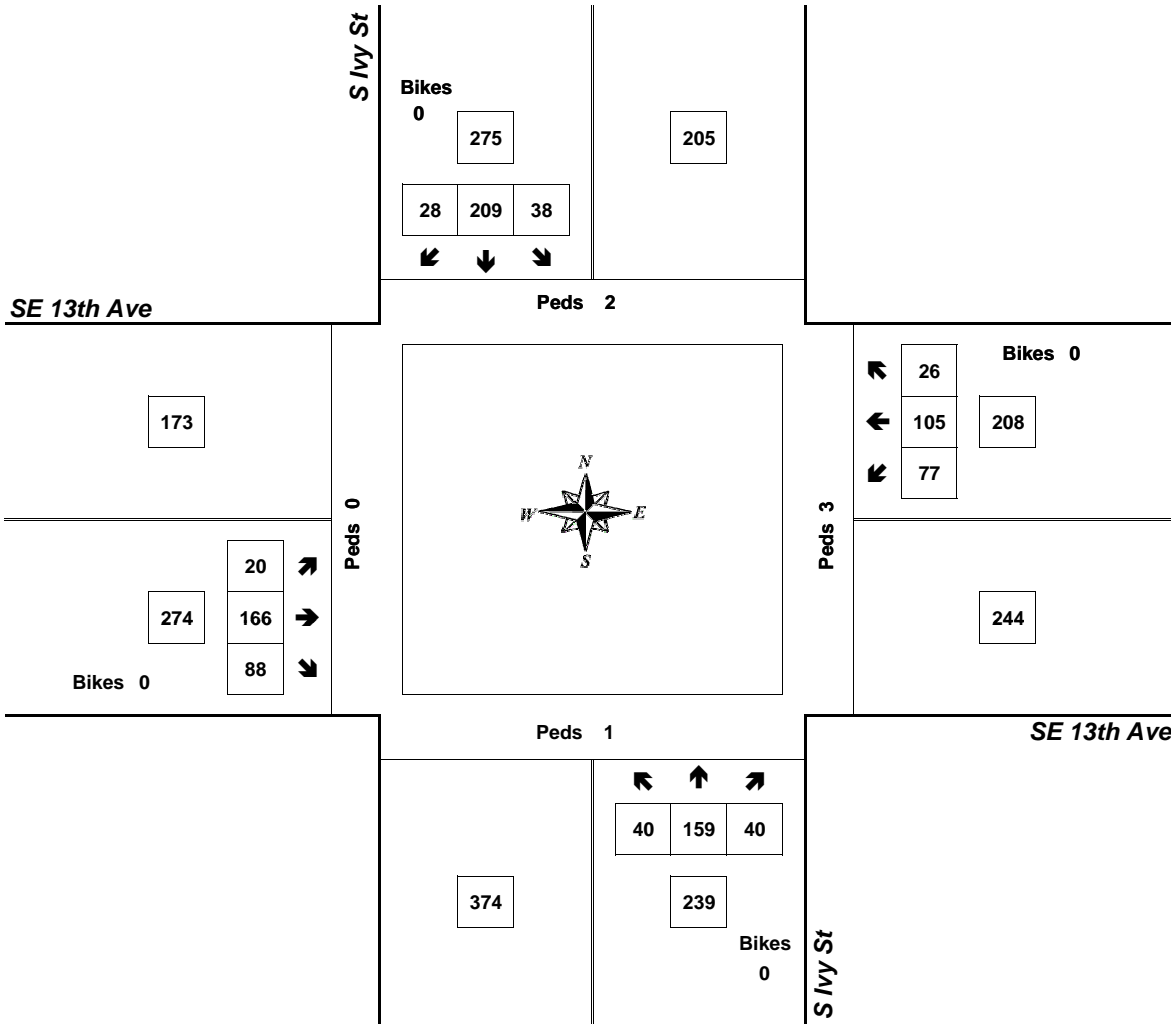 S Ivy St
Bikes
0
275
205
28 209 38
SE 13th Ave
Peds 2
26
Bikes 0
173
105
208
77
N
W E
S
Peds 0
Peds 3
20
274
166
244
88
Bikes 0
Peds 1
SE 13th Ave
40 159 40
374
239
Bikes
0
S Ivy St